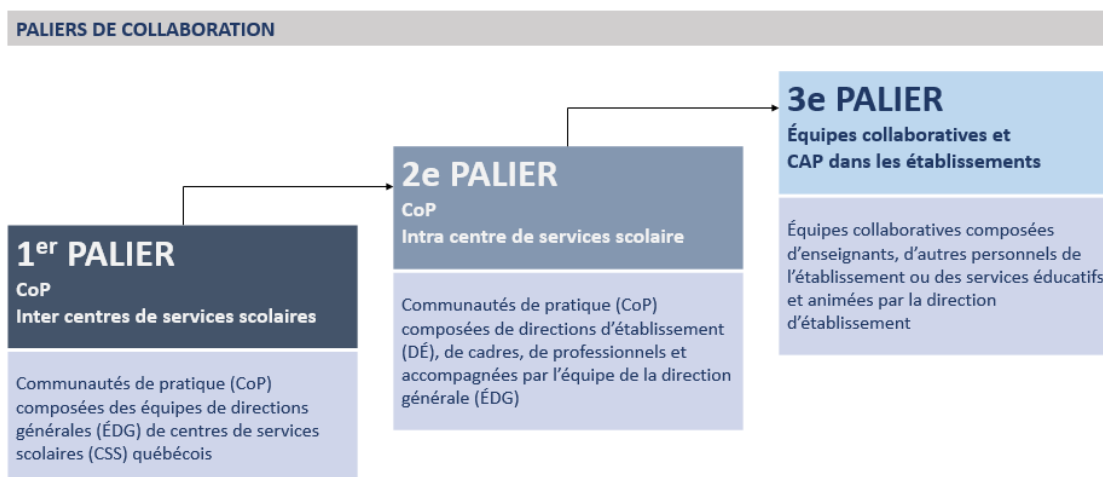 PALIERS DE COLLABORATION
1er PALIER
CoP
Inter centres de services scolaires
Communautés de pratique (CoP)
composées des équipes de directions
générales (ÉDG) de centres de services
scolaires (CSS) québécois
2e PALIER
CoP
Intra centre de services scolaire
Communautés de pratique (CoP)
composées de directions d'établissement
(DÉ), de cadres, de professionnels et
accompagnées par l'équipe de la direction
générale (ÉDG)
3e PALIER
Équipes collaboratives et
CAP dans les établissements
Équipes collaboratives composées
d'enseignants, d'autres personnels de
l'établissement ou des services éducatifs
et animées par la direction
d'établissement